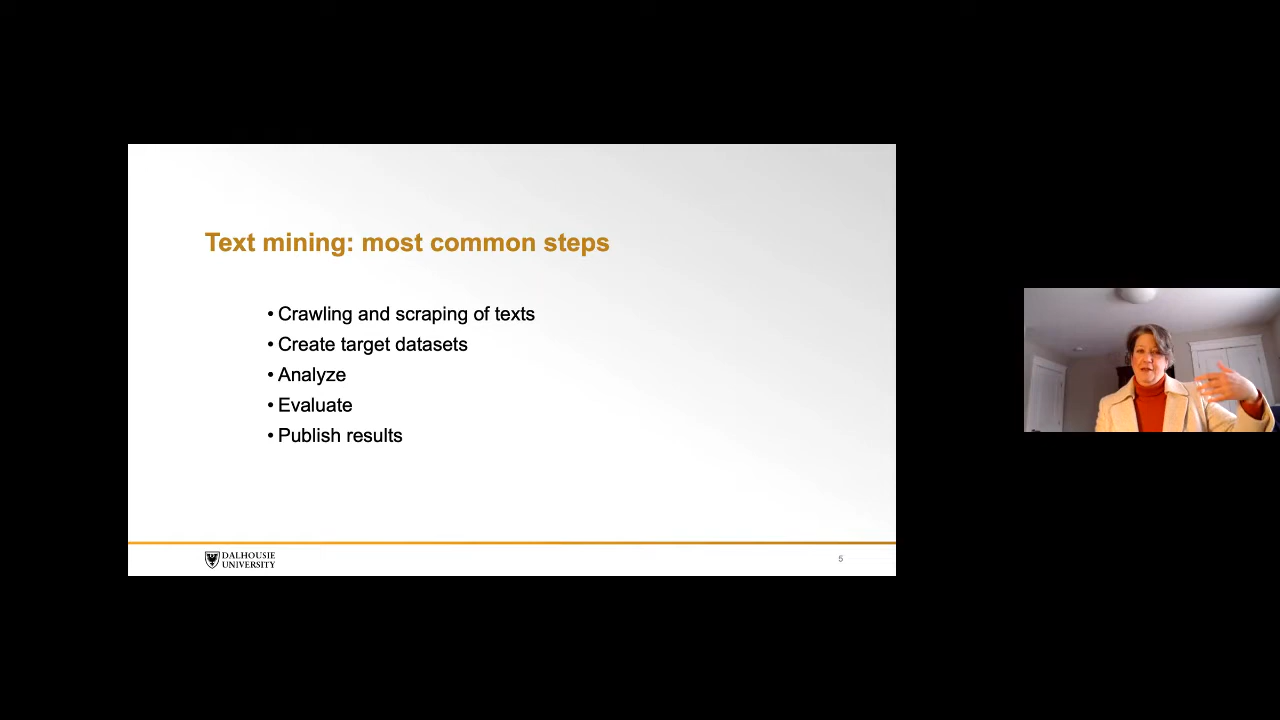 Text mining: most common steps
• Crawling and scraping of texts
• Create target datasets
• Analyze
• Evaluate
• Publish results
DALHOUSIE
UNIVERSITY
5